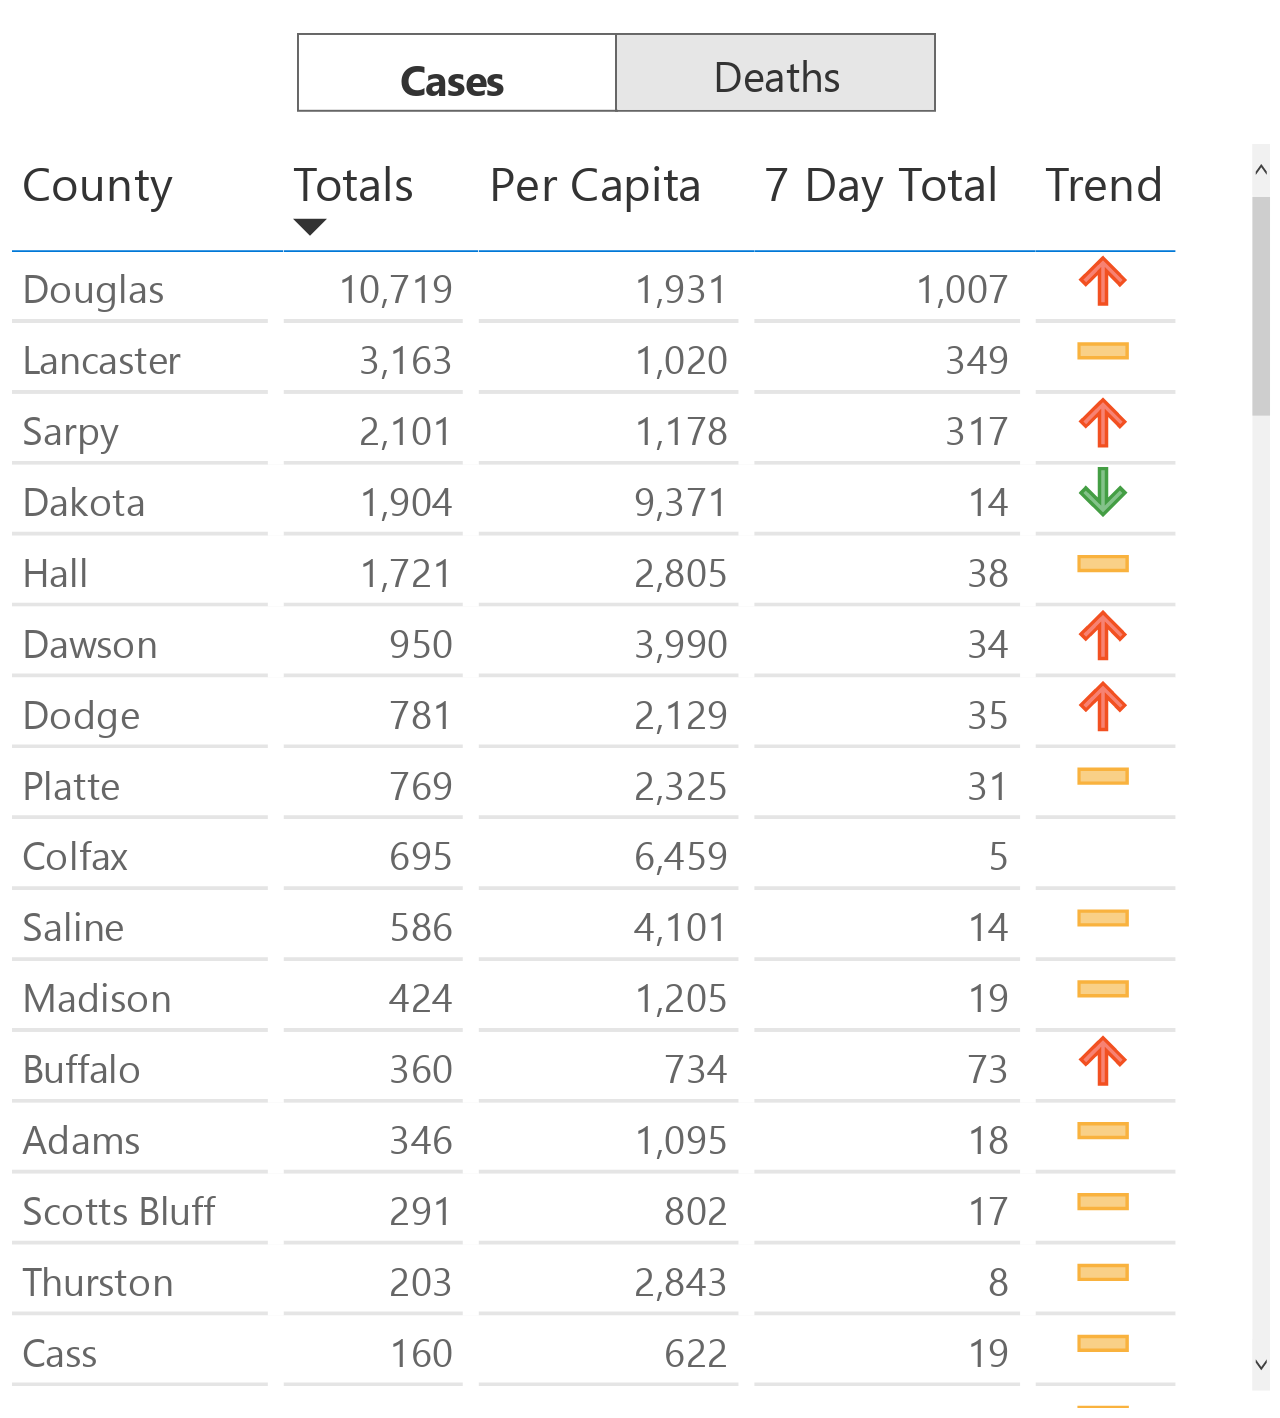 Cases Deaths
County Totals Per Capita 7 Day Total Trend
Douglas 10,719 1,931 1,007
Lancaster 3,163 1,020 349
Sarpy 2,101 1,178 317
Dakota 1,904 9,371 14
Hall 1,721 2,805 38
Dawson 950 3,990 34
Dodge 781 2,129 35
Platte 769 2,325 31
Colfax 695 6,459 5
Saline 586 4,101 14
Madison 424 1,205 19
Buffalo 360 734 73
Adams 346 1,095 18
Scotts Bluff 291 802 17
Thurston 203 2,843 8
Cass 160 622 19